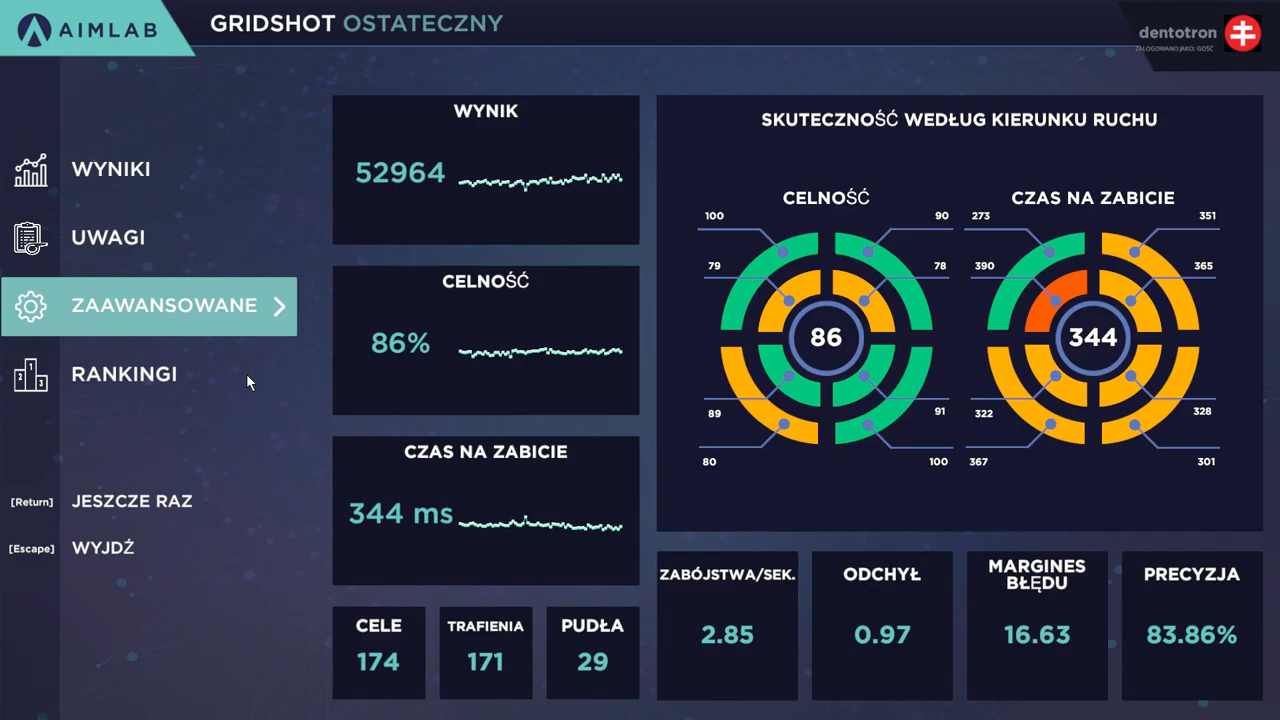 AIMLAB
GRIDSHOT OSTATECZNY
dentotron
ZALOGOWANO JAKO: GOŚĆ
WYNIKI
UWAGI
ZAAWANSOWANE
RANKINGI
[Return] JESZCZE RAZ
[Escape] WYJDŹ
WYNIK
52964
CELNOŚĆ
86%
CZAS NA ZABICIE
344 ms
CELE
174
TRAFIENIA
171
PUDŁA
29
SKUTECZNOŚĆ WEDŁUG KIERUNKU RUCHU
CELNOŚĆ
100 90
79 78
86
89 91
80 100
CZAS NA ZABICIE
273 351
390 365
344
322 328
367 301
ZABÓJSTWA/SEK.
2.85
ODCHYŁ
0.97
MARGINES
BŁĘDU
16.63
PRECYZJA
83.86%